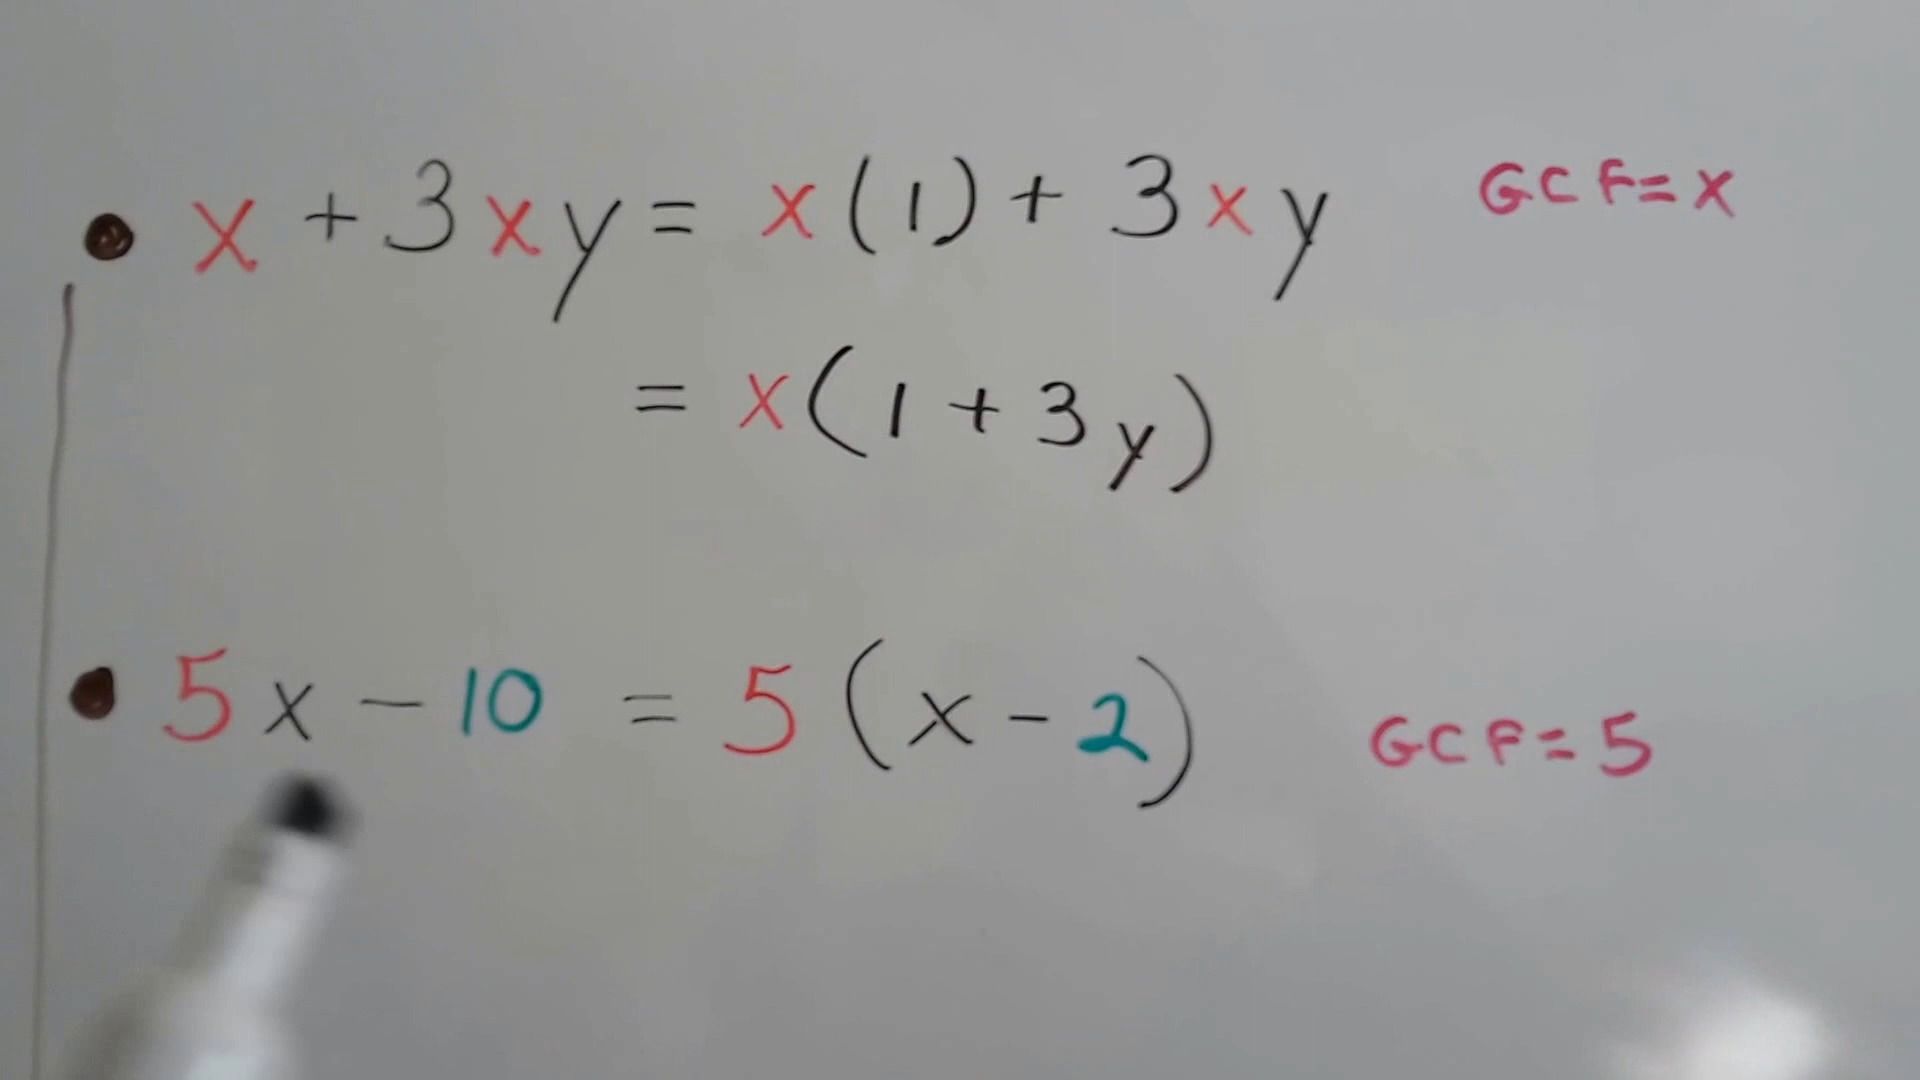 • x + 3xy = x(1) + 3xy GCF = x
= x(1 + 3y)
• 5x - 10 = 5(x - 2) GCF = 5